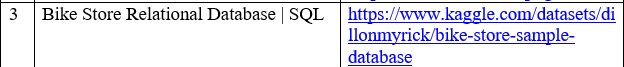 3 Bike Store Relational Database | SQL https://www.kaggle.com/datasets/di
llonmyrick/bike-store-sample-
database